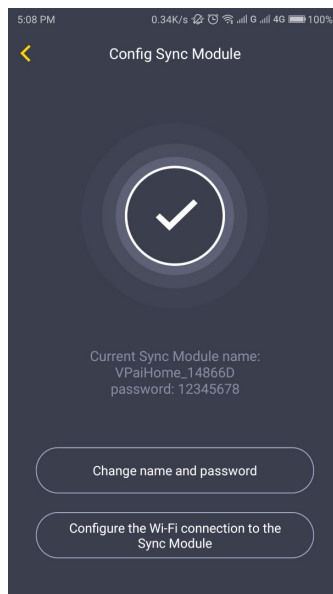 5:08 PM 0.34K/s G 4G 100%
Config Sync Module
Current Sync Module name:
VPaiHome_14866D
password: 12345678
Change name and password
Configure the Wi-Fi connection to the
Sync Module